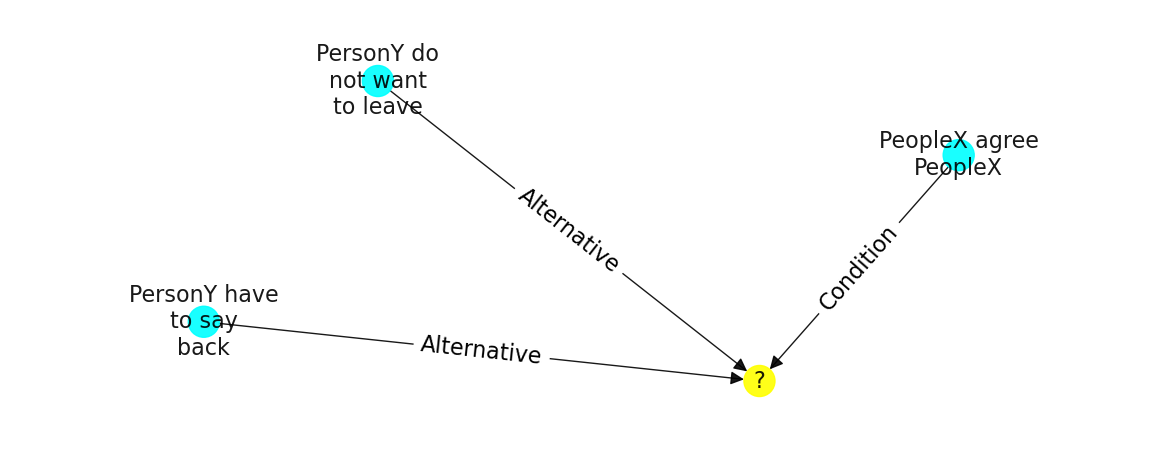 PersonY do
not want
to leave
PeopleX agree
PeopleX
Alternative
Condition
PersonY have
to say
back
Alternative
?